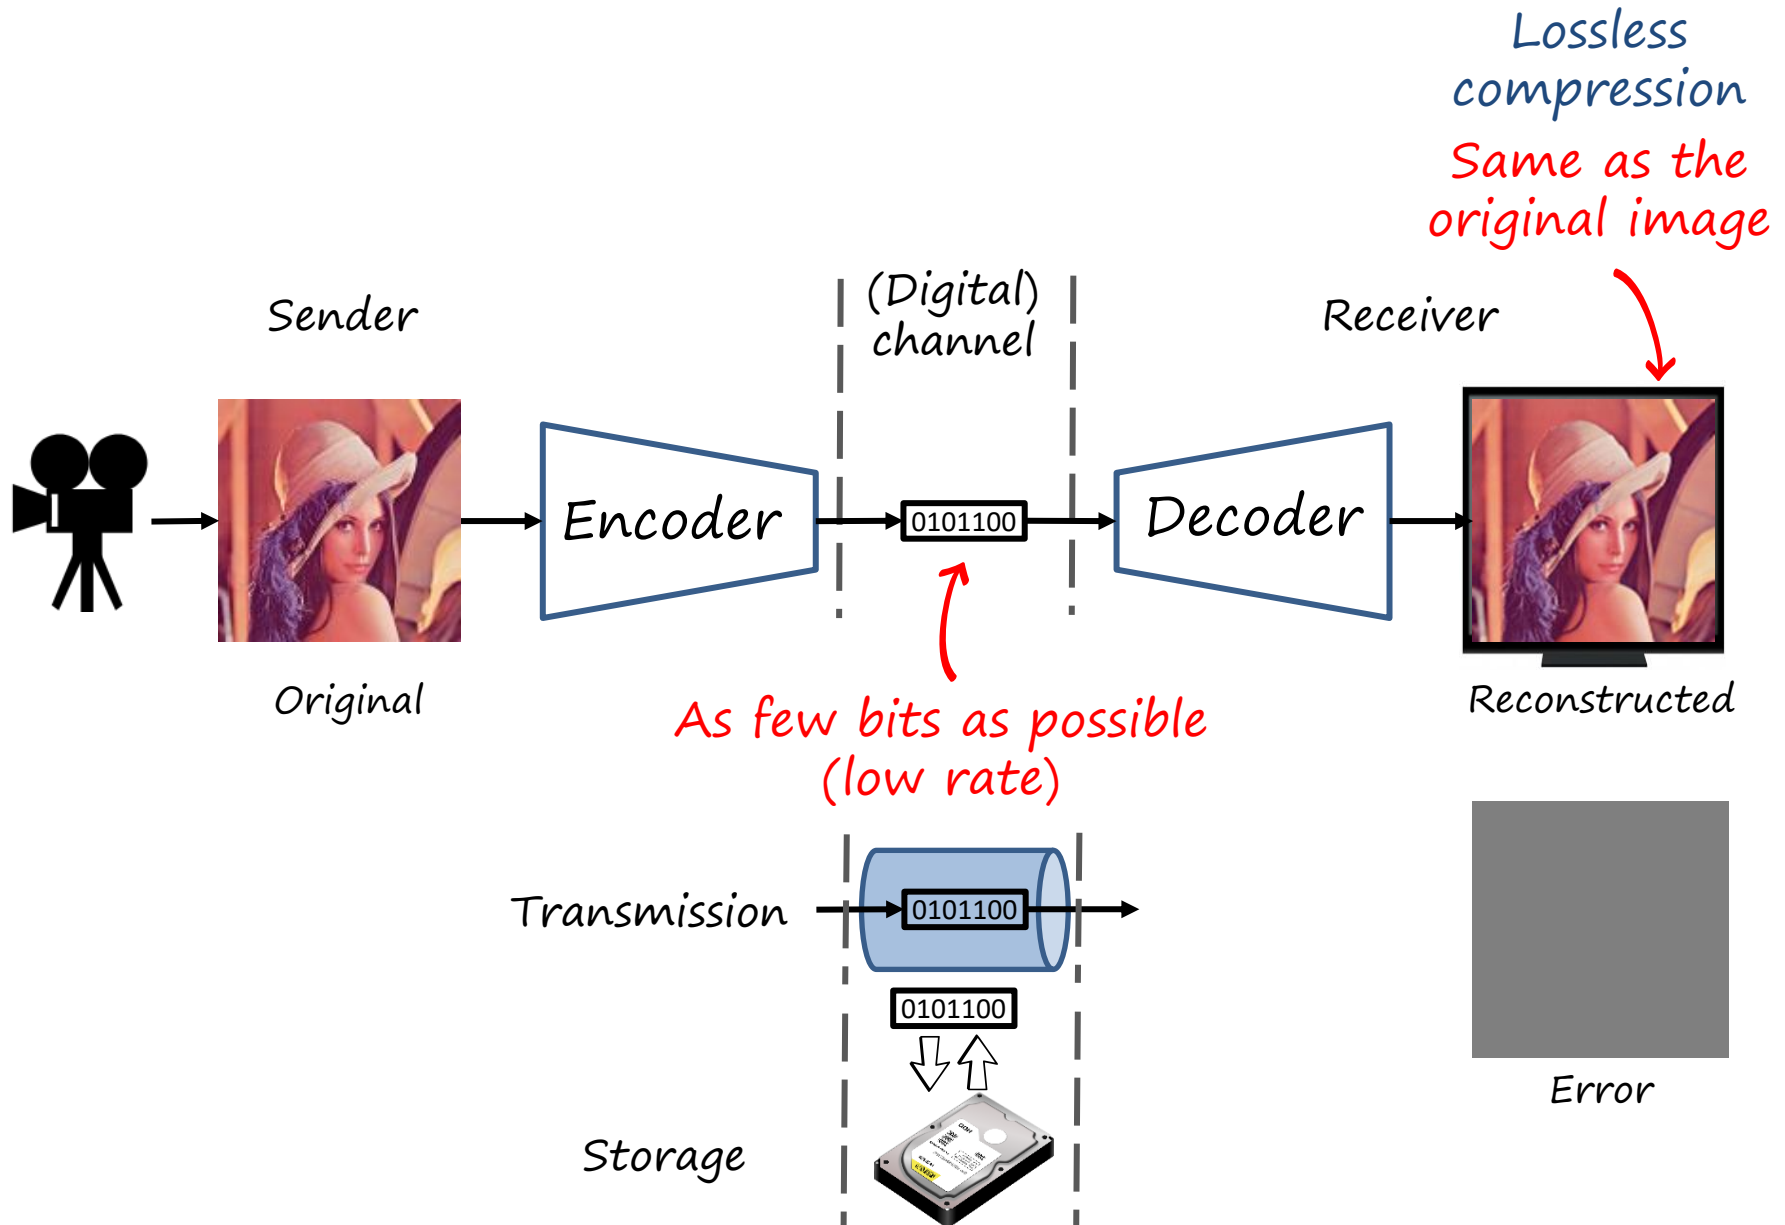 Lossless
compression
Same as the
original image
Sender
(Digital)
channel
Receiver
Encoder
0101100
Decoder
Original
As few bits as possible
(low rate)
Reconstructed
Transmission
0101100
0101100
Error
Storage